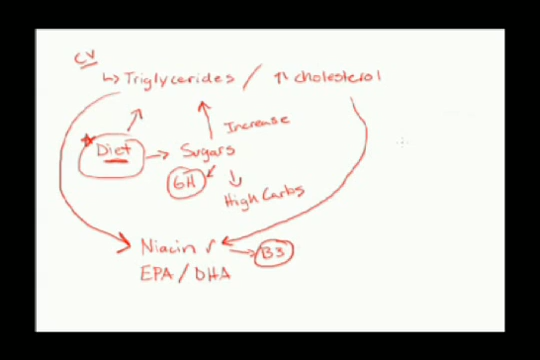 CV
↳ Triglycerides / ↑↓ cholesterol
Increase
Diet → Sugars
GH
High Carbs
Niacin √ → B3
EPA / DHA